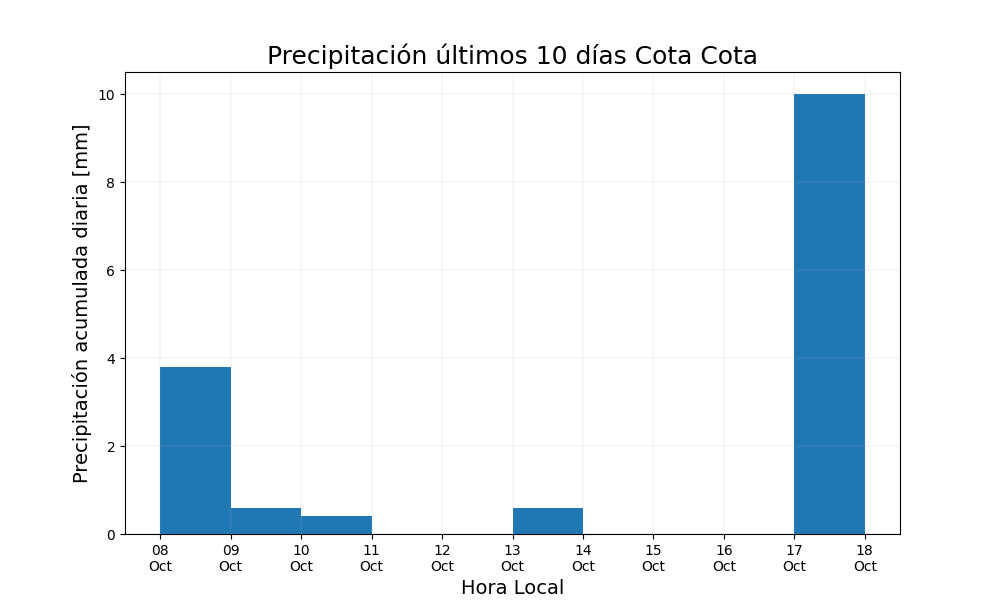 Precipitación últimos 10 días Cota Cota
Precipitación acumulada diaria [mm]
10
8
6
4
2
0
08 09 10 11 12 13 14 15 16 17 18
Oct Oct Oct Oct Oct Oct Oct Oct Oct Oct Oct
Hora Local